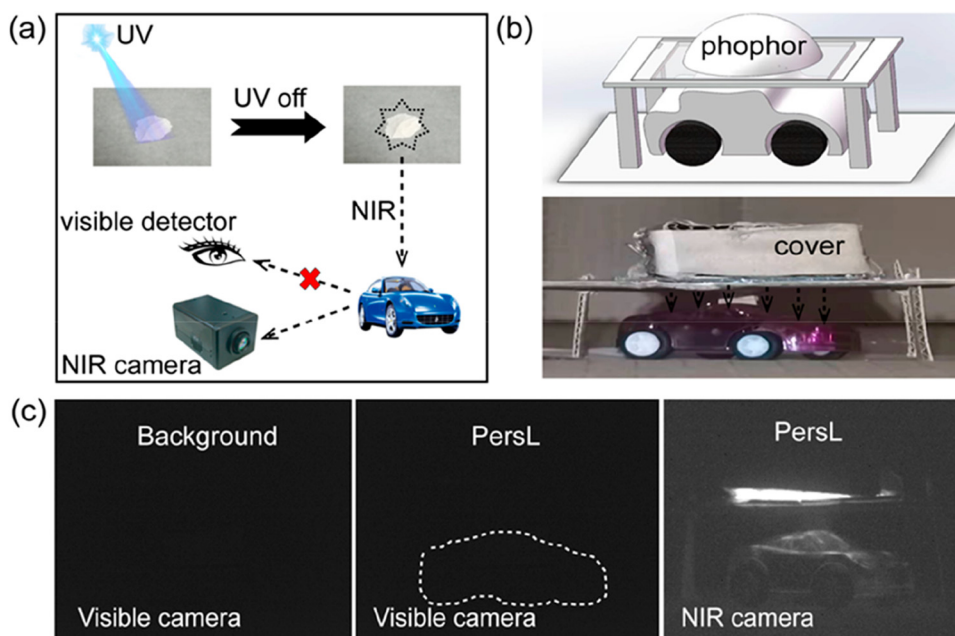 (a)
UV
UV off
NIR
visible detector
NIR camera
(b)
phophor
cover
(c)
Background
Visible camera
PersL
Visible camera
PersL
NIR camera